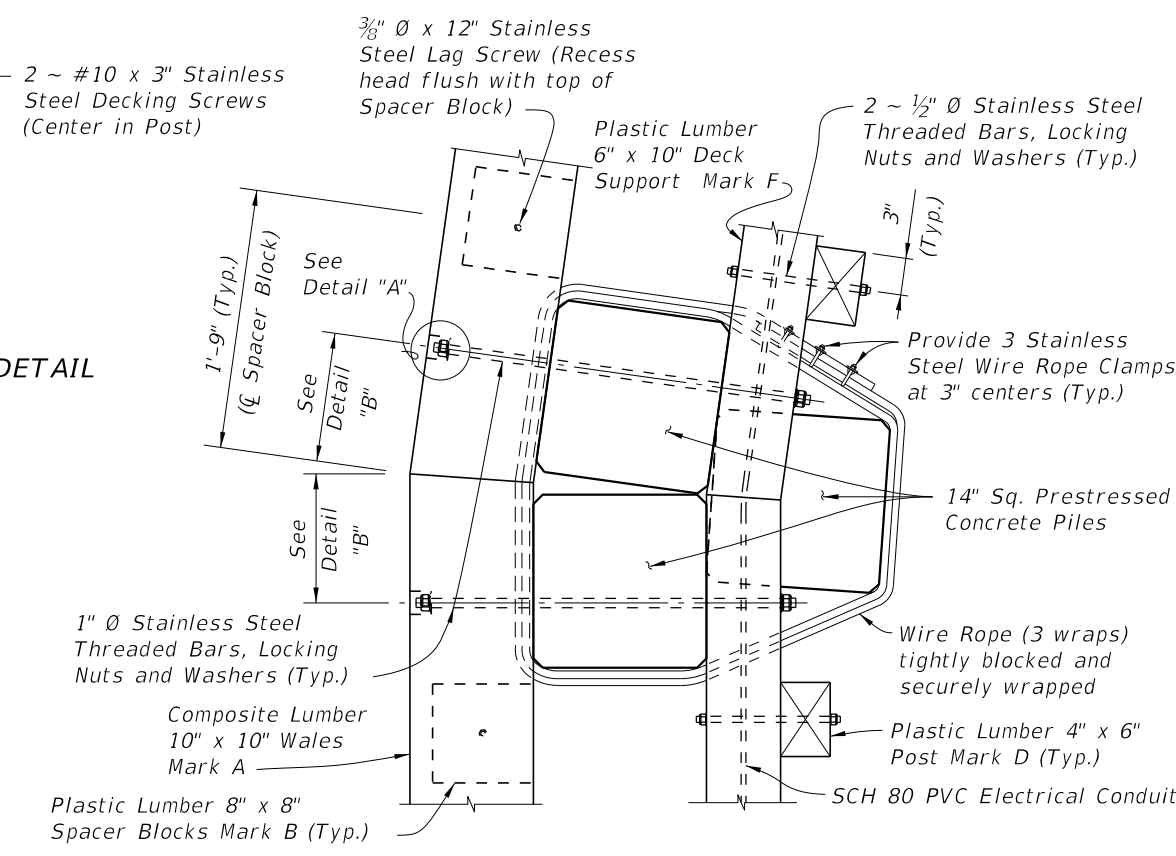 ⅜" Ø x 12" Stainless
Steel Lag Screw (Recess
head flush with top of
Spacer Block)
2 ~ #10 x 3" Stainless
Steel Decking Screws
(Center in Post)
Plastic Lumber
6" x 10" Deck
Support Mark F
2 ~ ½" Ø Stainless Steel
Threaded Bars, Locking
Nuts and Washers (Typ.)
3"
(Typ.)
See
Detail "A"
1'-9" (Typ.)
(℄ Spacer Block)
See
Detail
"B"
DETAIL
Provide 3 Stainless
Steel Wire Rope Clamps
at 3" centers (Typ.)
See
Detail
"B"
14" Sq. Prestressed
Concrete Piles
1" Ø Stainless Steel
Threaded Bars, Locking
Nuts and Washers (Typ.)
Wire Rope (3 wraps)
tightly blocked and
securely wrapped
Composite Lumber
10" x 10" Wales
Mark A
Plastic Lumber 4" x 6"
Post Mark D (Typ.)
Plastic Lumber 8" x 8"
Spacer Blocks Mark B (Typ.)
SCH 80 PVC Electrical Conduit